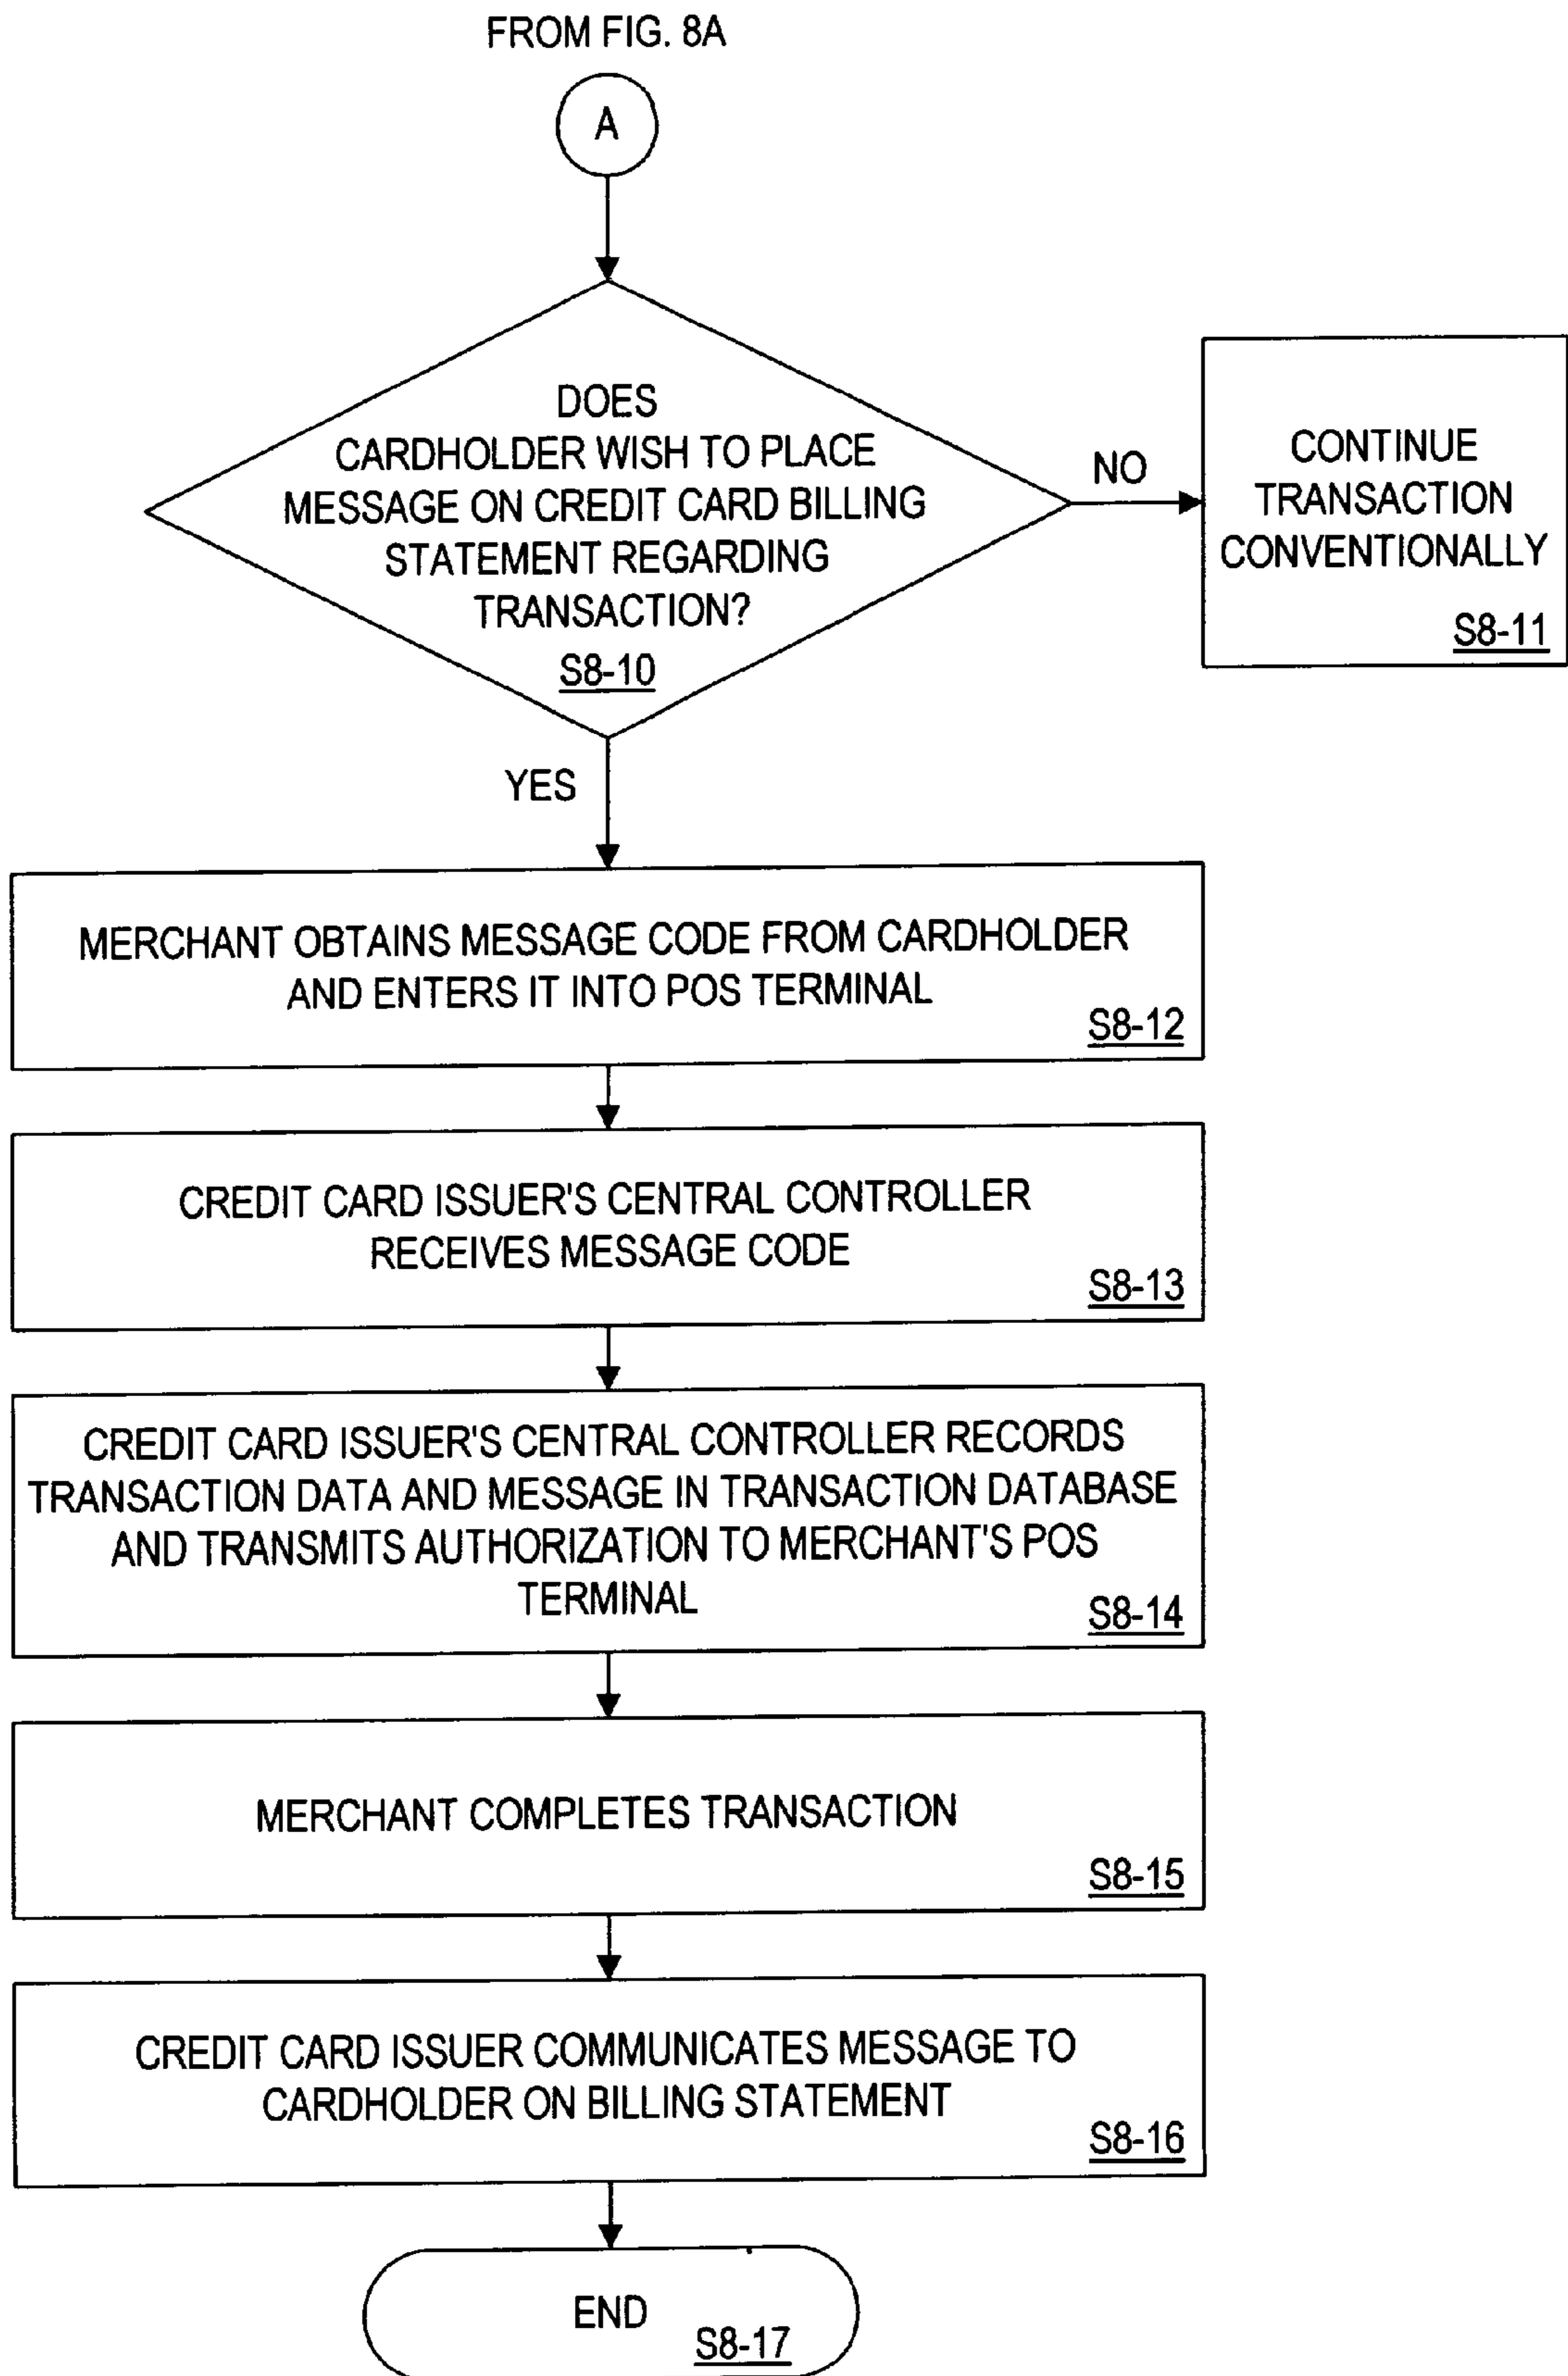 FROM FIG. 8A
A
DOES
CARDHOLDER WISH TO PLACE
MESSAGE ON CREDIT CARD BILLING
STATEMENT REGARDING
TRANSACTION?
S8-10
NO
CONTINUE
TRANSACTION
CONVENTIONALLY
S8-11
YES
MERCHANT OBTAINS MESSAGE CODE FROM CARDHOLDER
AND ENTERS IT INTO POS TERMINAL
S8-12
CREDIT CARD ISSUER'S CENTRAL CONTROLLER
RECEIVES MESSAGE CODE
S8-13
CREDIT CARD ISSUER'S CENTRAL CONTROLLER RECORDS
TRANSACTION DATA AND MESSAGE IN TRANSACTION DATABASE
AND TRANSMITS AUTHORIZATION TO MERCHANT'S POS
TERMINAL
S8-14
MERCHANT COMPLETES TRANSACTION
S8-15
CREDIT CARD ISSUER COMMUNICATES MESSAGE TO
CARDHOLDER ON BILLING STATEMENT
S8-16
END
S8-17